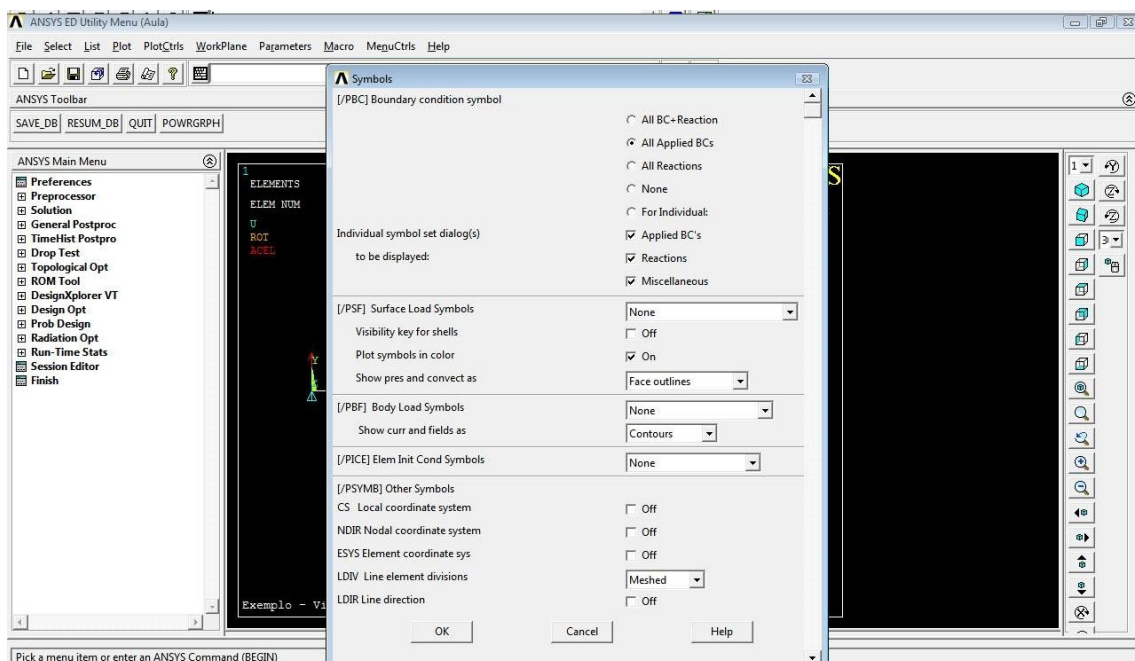 ANSYS ED Utility Menu (Aula)
File Select List Plot PlotCtrls WorkPlane Parameters Macro MenuCtrls Help
ANSYS Toolbar
SAVE_DB RESUM_DB QUIT POWRGRPH
ANSYS Main Menu
Preferences
Preprocessor
Solution
General Postproc
TimeHist Postpro
Drop Test
Topological Opt
ROM Tool
DesignXplorer VT
Design Opt
Prob Design
Radiation Opt
Run-Time Stats
Session Editor
Finish
1
ELEMENTS
ELEM NUM
U
ROT
ACEL
Y
Exemplo - Vi
S
Symbols
[/PBC] Boundary condition symbol
All BC+Reaction
All Applied BCs
All Reactions
None
For Individual:
Individual symbol set dialog(s) Applied BC's
to be displayed: Reactions
Miscellaneous
[/PSF] Surface Load Symbols None
Visibility key for shells Off
Plot symbols in color On
Show pres and convect as Face outlines
[/PBF] Body Load Symbols None
Show curr and fields as Contours
[/PICE] Elem Init Cond Symbols None
[/PSYMB] Other Symbols
CS Local coordinate system Off
NDIR Nodal coordinate system Off
ESYS Element coordinate sys Off
LDIV Line element divisions Meshed
LDIR Line direction Off
OK Cancel Help
1
Pick a menu item or enter an ANSYS Command (BEGIN)